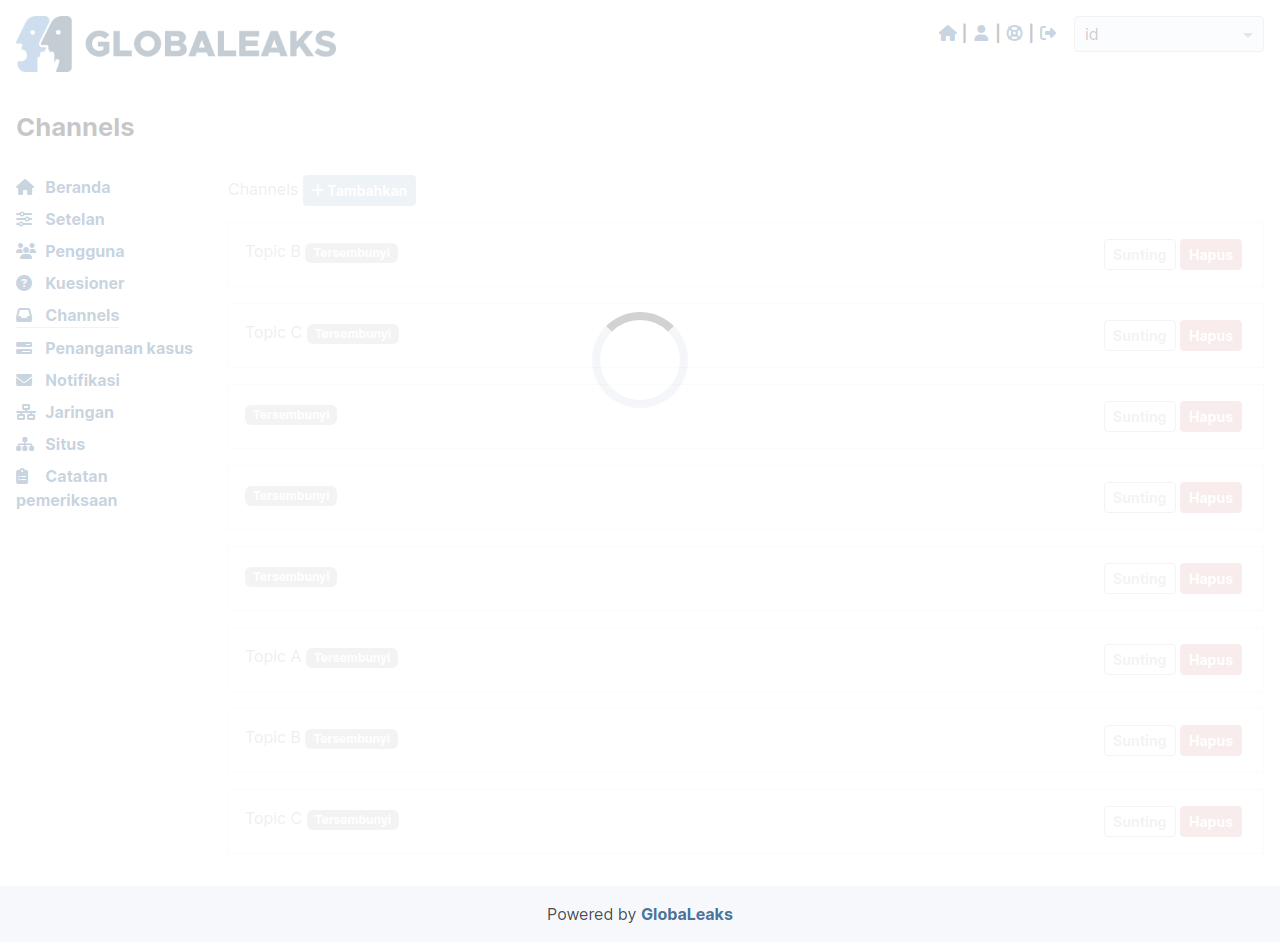 GLOBALEAKS
id
Channels
Beranda
Setelan
Pengguna
Kuesioner
Channels
Penanganan kasus
Notifikasi
Jaringan
Situs
Catatan
pemeriksaan
Channels Tambahkan
Topic B Tersembunyi Sunting Hapus
Topic C Tersembunyi Sunting Hapus
Tersembunyi Sunting Hapus
Tersembunyi Sunting Hapus
Tersembunyi Sunting Hapus
Topic A Tersembunyi Sunting Hapus
Topic B Tersembunyi Sunting Hapus
Topic C Tersembunyi Sunting Hapus
Powered by GlobaLeaks